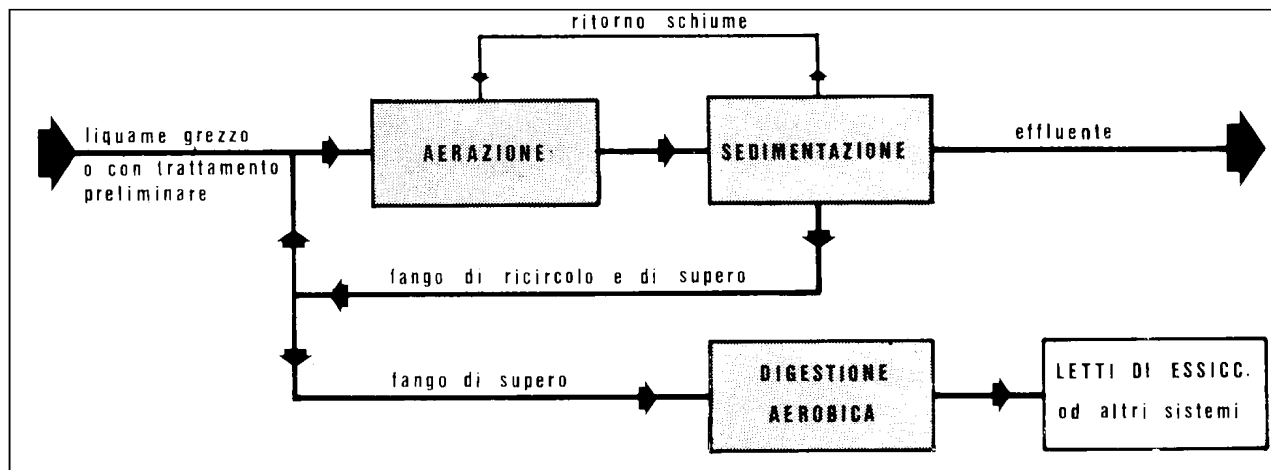 ritorno schiume
liquame grezzo
o con trattamento
preliminare
AERAZIONE
SEDIMENTAZIONE
effluente
fango di ricircolo e di supero
fango di supero
DIGESTIONE
AEROBICA
LETTI DI ESSICC.
od altri sistemi